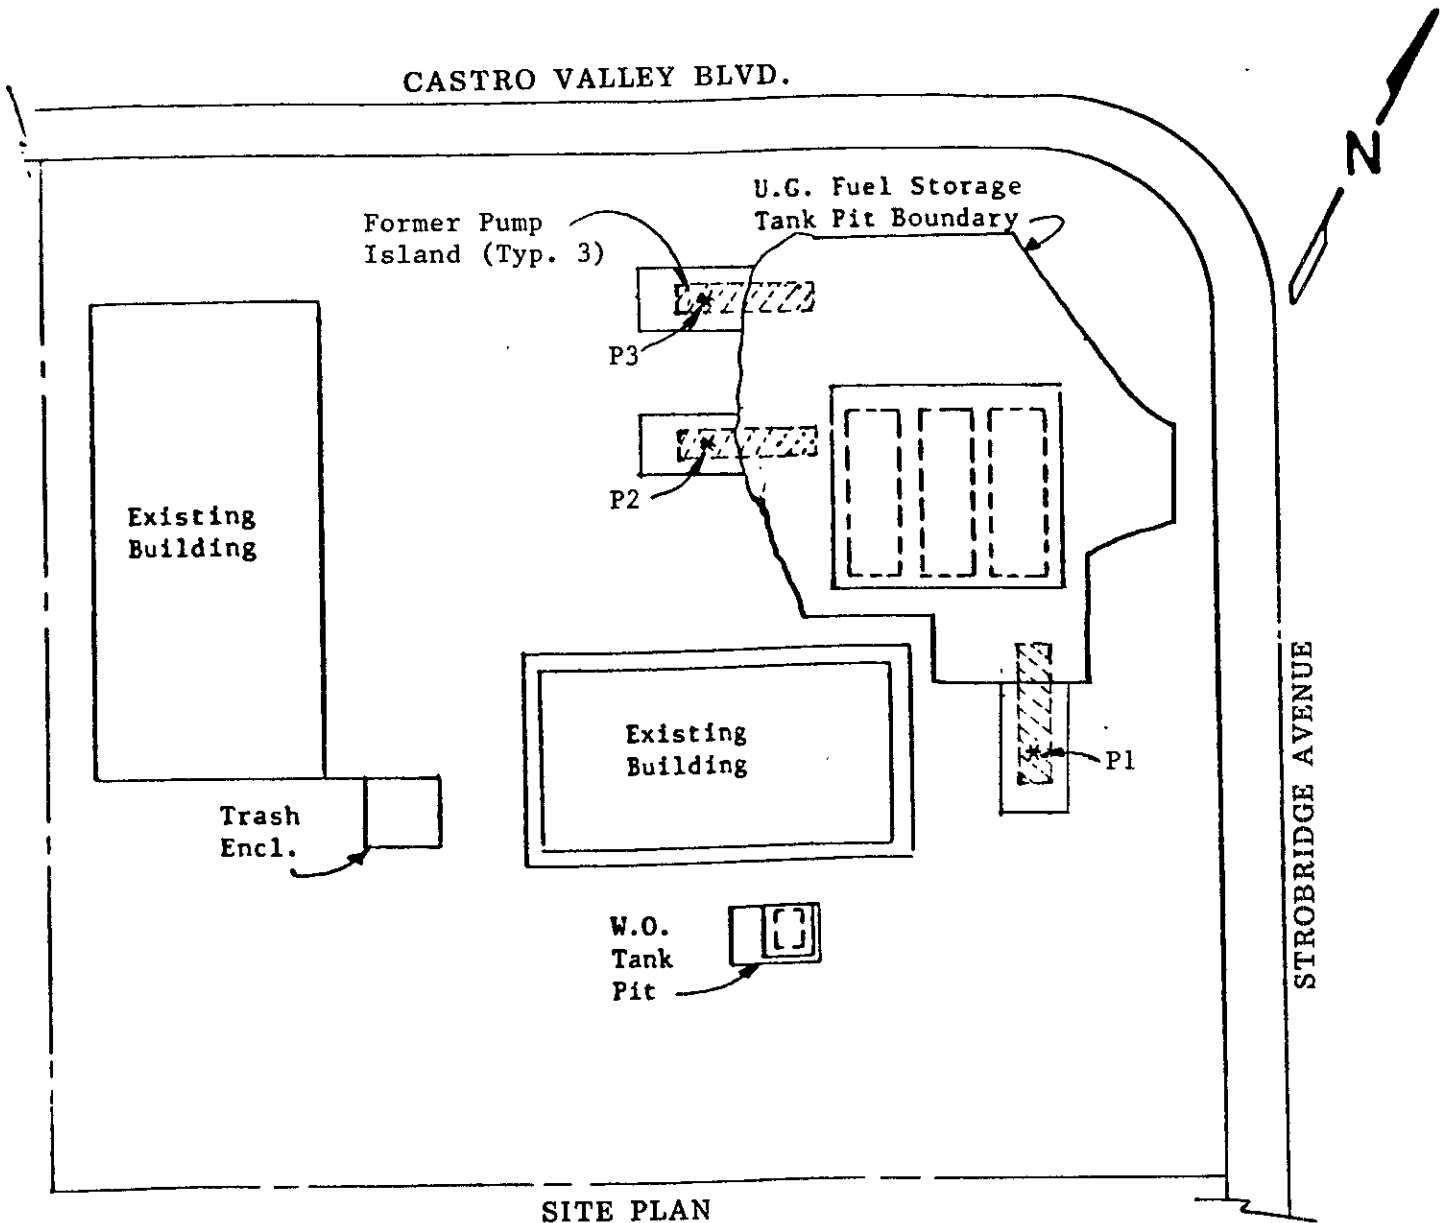 CASTRO VALLEY BLVD.
N
U.G. Fuel Storage
Tank Pit Boundary
Former Pump
Island (Typ. 3)
P3
P2
Existing
Building
Existing
Building
P1
Trash
Encl.
W.O.
Tank
Pit
STROBRIDGE AVENUE
SITE PLAN